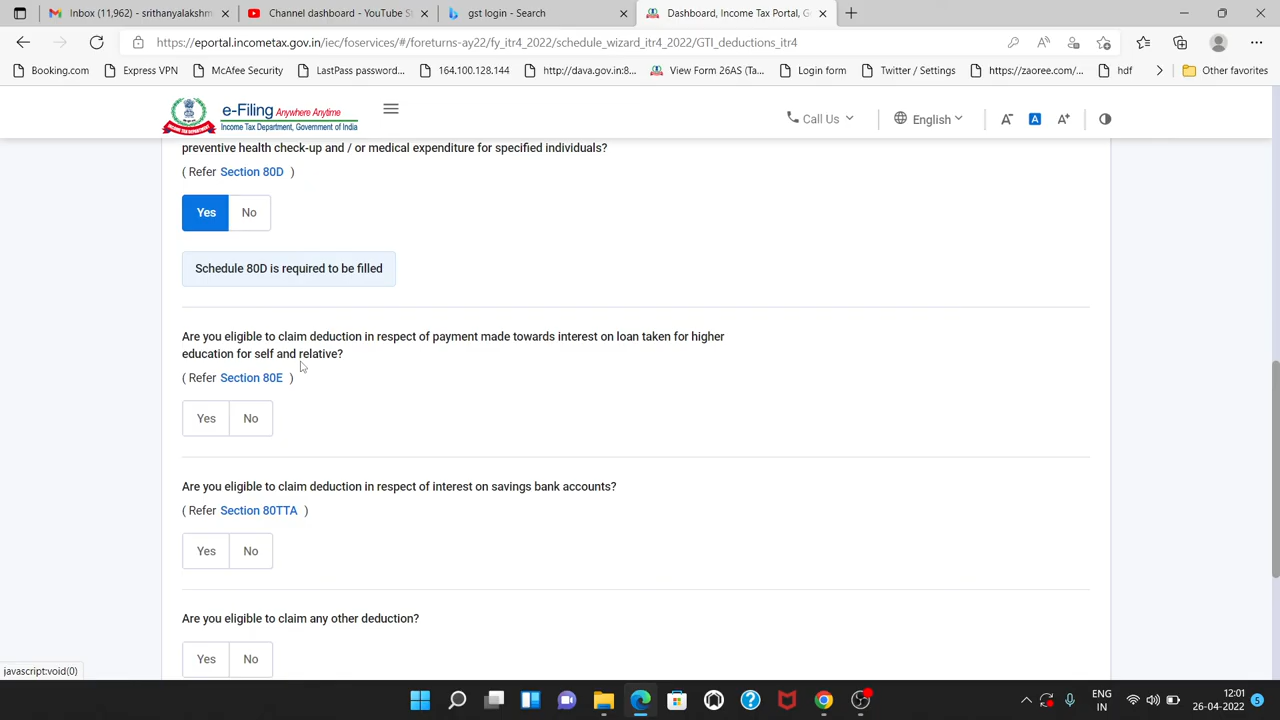 Inbox (11,962) - srithanyalakshm
Channel dashboard - YouTube S
gst login - Search
Dashboard, Income Tax Portal, G
https://eportal.incometax.gov.in/iec/foservices/#/foreturns-ay22/fy_itr4_2022/schedule_wizard_itr4_2022/GTI_deductions_itr4
Booking.com
Express VPN
McAfee Security
LastPass password...
164.100.128.144
http://dava.gov.in:8...
View Form 26AS (Ta...
Login form
Twitter / Settings
https://zaoree.com/...
hdf
Other favorites
e-Filing Anywhere Anytime
Income Tax Department, Government of India
Call Us
English
A-
A
A+
preventive health check-up and / or medical expenditure for specified individuals?
( Refer Section 80D )
Yes No
Schedule 80D is required to be filled
Are you eligible to claim deduction in respect of payment made towards interest on loan taken for higher
education for self and relative?
( Refer Section 80E )
Yes No
Are you eligible to claim deduction in respect of interest on savings bank accounts?
( Refer Section 80TTA )
Yes No
Are you eligible to claim any other deduction?
Yes No
javascript:void(0)
ENG
IN
12:01
26-04-2022
5